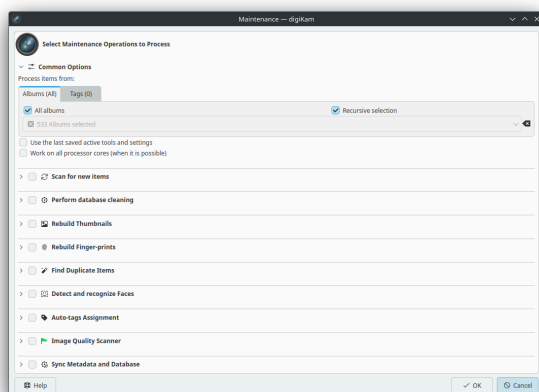 Maintenance — digiKam
Select Maintenance Operations to Process
Common Options
Process items from:
Albums (All) Tags (0)
All albums Recursive selection
533 Albums selected
Use the last saved active tools and settings
Work on all processor cores (when it is possible)
Scan for new items
Perform database cleaning
Rebuild Thumbnails
Rebuild Finger-prints
Find Duplicate Items
Detect and recognize Faces
Auto-tags Assignment
Image Quality Scanner
Sync Metadata and Database
Help OK Cancel